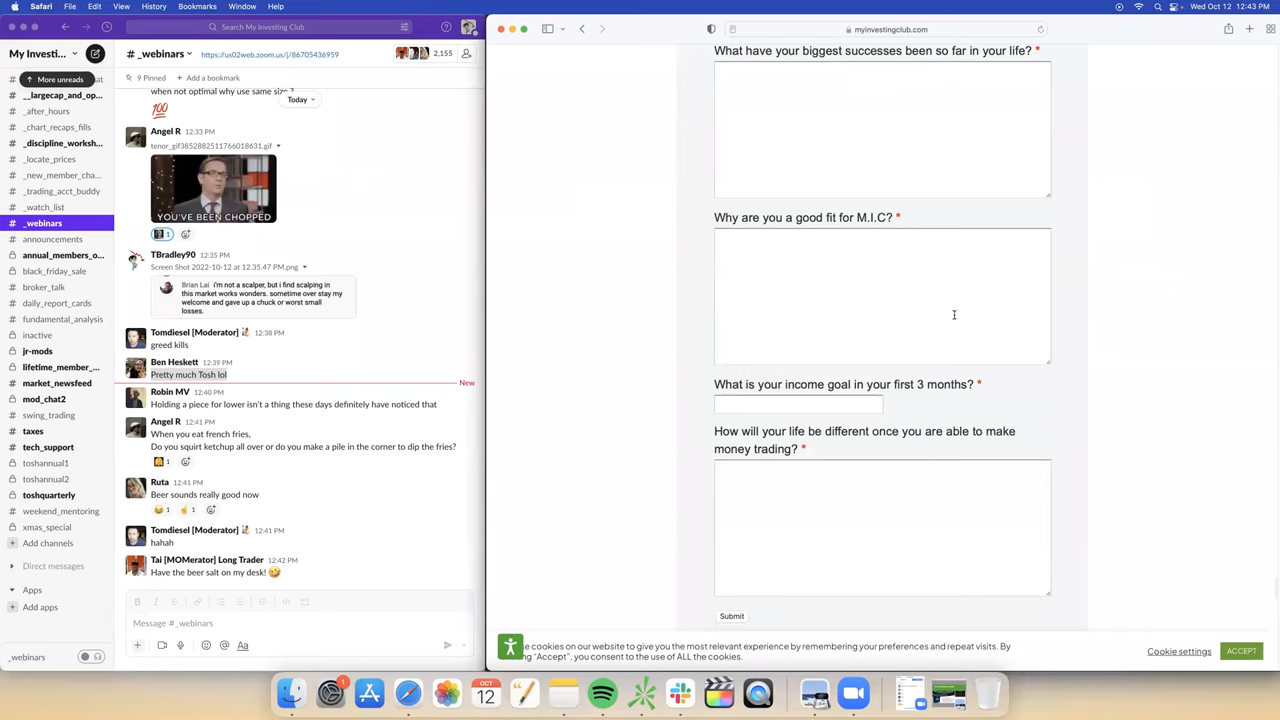 Safari File Edit View History Bookmarks Window Help
Wed Oct 12 12:43 PM
Search My Investing Club
My Investi...
More unreads
__largecap_and_op...
_after_hours
_chart_recaps_fills
_discipline_worksh...
_locate_prices
_new_member_cha...
_trading_acct_buddy
_watch_list
_webinars
announcements
annual_members_o...
black_friday_sale
broker_talk
daily_report_cards
fundamental_analysis
inactive
jr-mods
lifetime_member_...
market_newsfeed
mod_chat2
swing_trading
taxes
tech_support
toshannual1
toshannual2
toshquarterly
weekend_mentoring
xmas_special
Add channels
Direct messages
Apps
Add apps
_webinars
# _webinars
https://us02web.zoom.us/j/86705436959
2,155
9 Pinned + Add a bookmark
when not optimal why use same size ?
Today
100
Angel R 12:33 PM
tenor_gif3852882511766018631.gif
YOU'VE BEEN CHOPPED
1
TBradley90 12:35 PM
Screen Shot 2022-10-12 at 12.35.47 PM.png
Brian Lai i'm not a scalper, but i find scalping in
this market works wonders. sometime over stay my
welcome and gave up a chuck or worst small
losses.
Tomdiesel [Moderator] 12:38 PM
greed kills
Ben Heskett 12:39 PM
Pretty much Tosh lol
New
Robin MV 12:40 PM
Holding a piece for lower isn't a thing these days definitely have noticed that
Angel R 12:41 PM
When you eat french fries,
Do you squirt ketchup all over or do you make a pile in the corner to dip the fries?
1
Ruta 12:41 PM
Beer sounds really good now
1 1
Tomdiesel [Moderator] 12:41 PM
hahah
Tai [MOMerator] Long Trader 12:42 PM
Have the beer salt on my desk!
Message #_webinars
Aa
myinvestingclub.com
What have your biggest successes been so far in your life? *
Why are you a good fit for M.I.C? *
What is your income goal in your first 3 months? *
How will your life be different once you are able to make
money trading? *
Submit
cookies on our website to give you the most relevant experience by remembering your preferences and repeat visits. By
"Accept", you consent to the use of ALL the cookies.
Cookie settings
ACCEPT
1
OCT
12